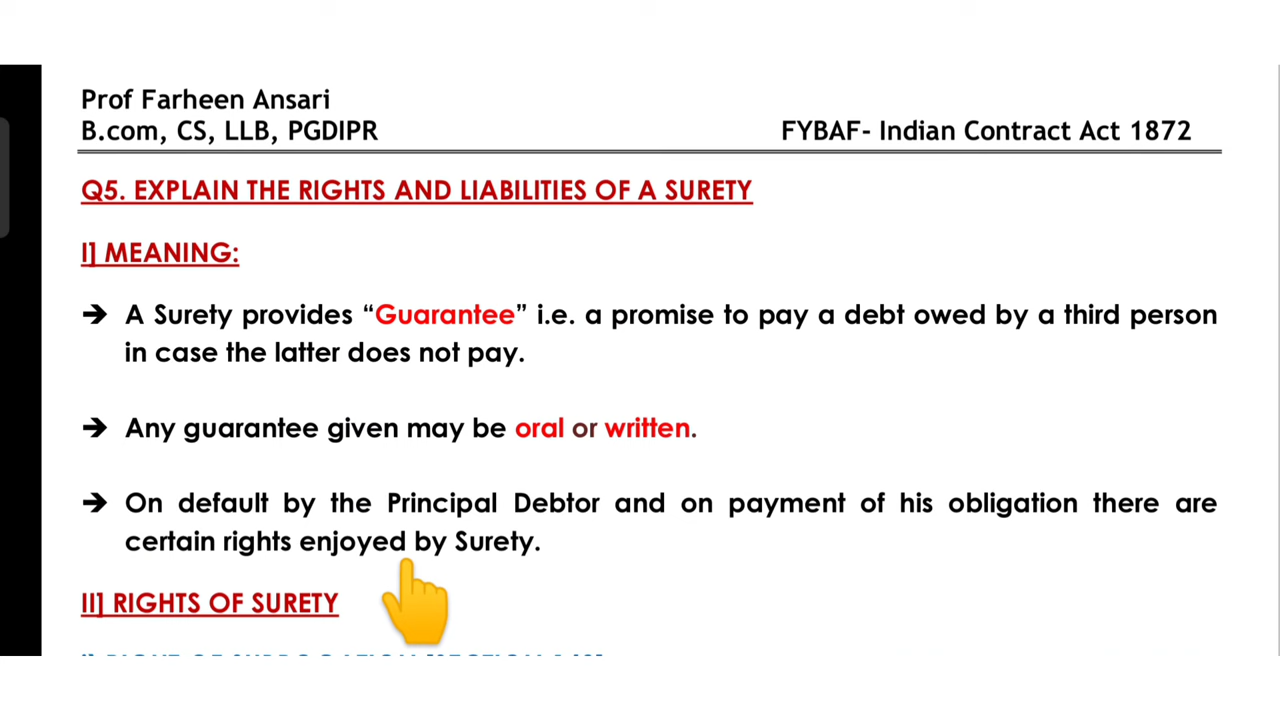 Prof Farheen Ansari
B.com, CS, LLB, PGDIPR
FYBAF- Indian Contract Act 1872
Q5. EXPLAIN THE RIGHTS AND LIABILITIES OF A SURETY
I] MEANING:
➔ A Surety provides “Guarantee” i.e. a promise to pay a debt owed by a third person
in case the latter does not pay.
➔ Any guarantee given may be oral or written.
➔ On default by the Principal Debtor and on payment of his obligation there are
certain rights enjoyed by Surety.
II] RIGHTS OF SURETY